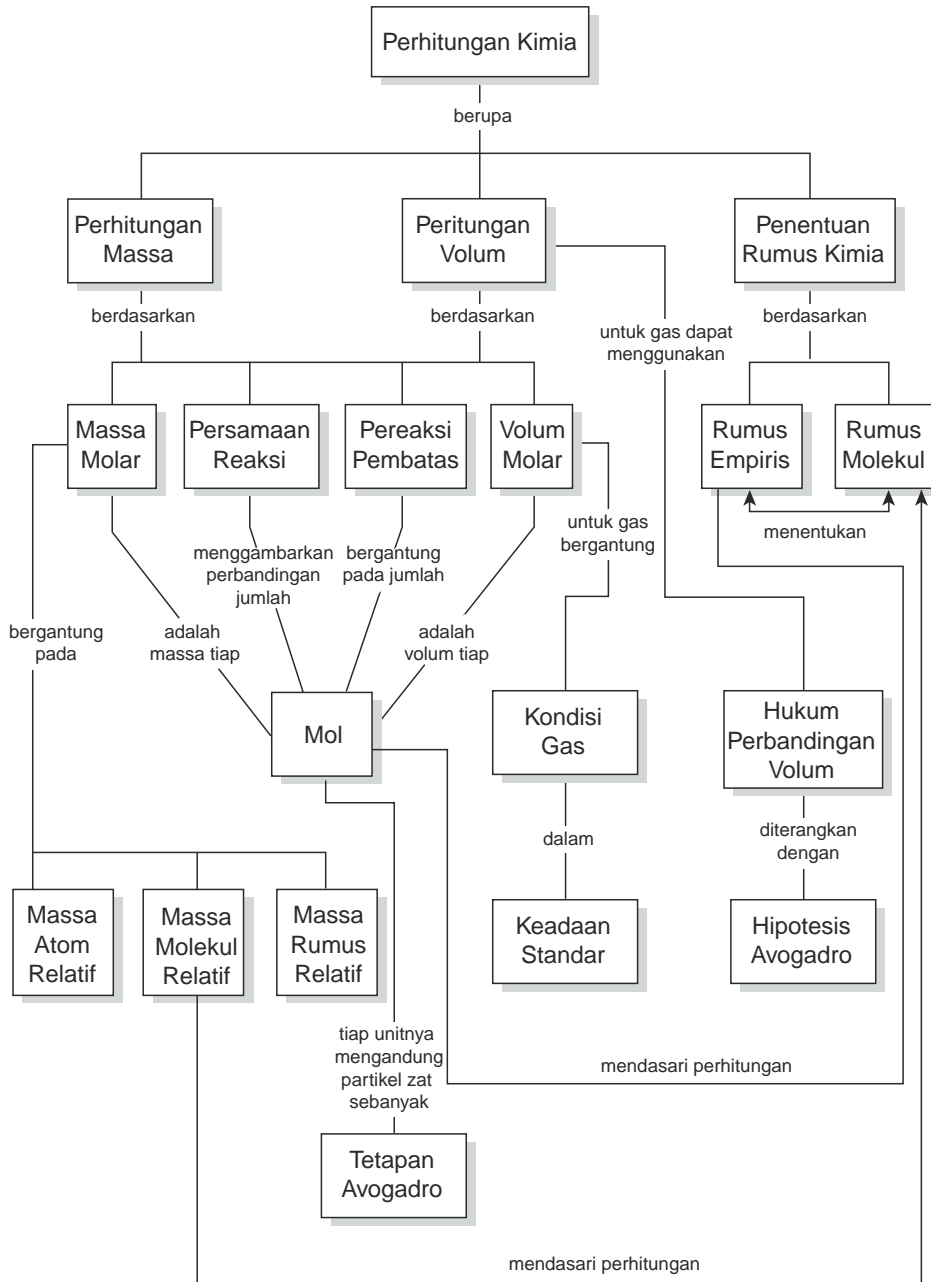 Perhitungan Kimia
berupa
Perhitungan
Massa
Peritungan
Volum
Penentuan
Rumus Kimia
berdasarkan
berdasarkan
untuk gas dapat
menggunakan
berdasarkan
Massa
Molar
Persamaan
Reaksi
Pereaksi
Pembatas
Volum
Molar
Rumus
Empiris
Rumus
Molekul
menentukan
untuk gas
bergantung
menggambarkan
perbandingan
jumlah
bergantung
pada jumlah
bergantung
pada
adalah
massa tiap
adalah
volum tiap
Mol
Kondisi
Gas
Hukum
Perbandingan
Volum
dalam
diterangkan
dengan
Massa
Atom
Relatif
Massa
Molekul
Relatif
Massa
Rumus
Relatif
Keadaan
Standar
Hipotesis
Avogadro
tiap unitnya
mengandung
partikel zat
sebanyak
mendasari perhitungan
Tetapan
Avogadro
mendasari perhitungan